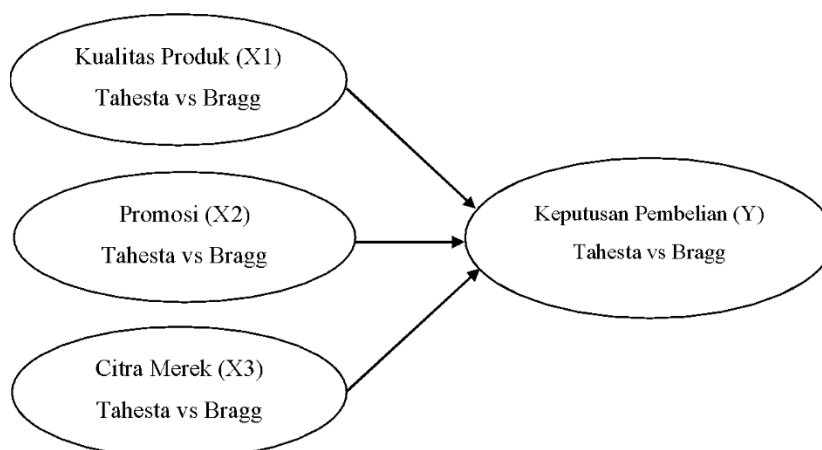 Kualitas Produk (X1)
Tahesta vs Bragg
Promosi (X2)
Tahesta vs Bragg
Citra Merek (X3)
Tahesta vs Bragg
Keputusan Pembelian (Y)
Tahesta vs Bragg